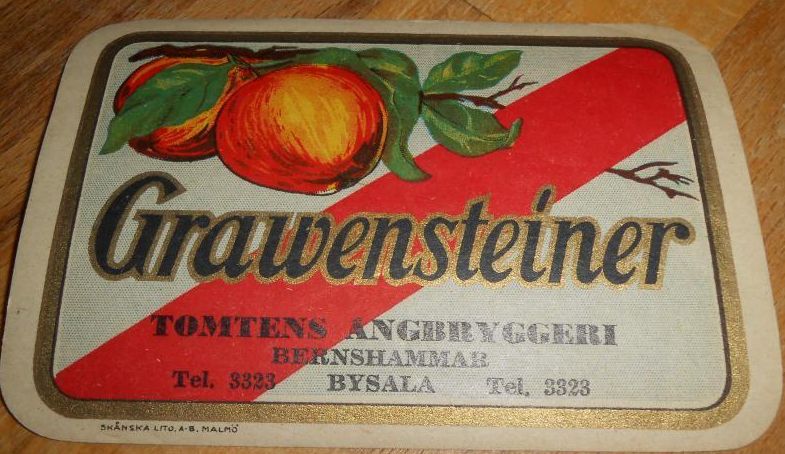 Grawensteiner
TOMTENS ÅNGBRYGGERI
BERNSHAMMAR
Tel. 3323 BYSALA Tel. 3323
SKÅNSKA LITO. A-B. MALMÖ